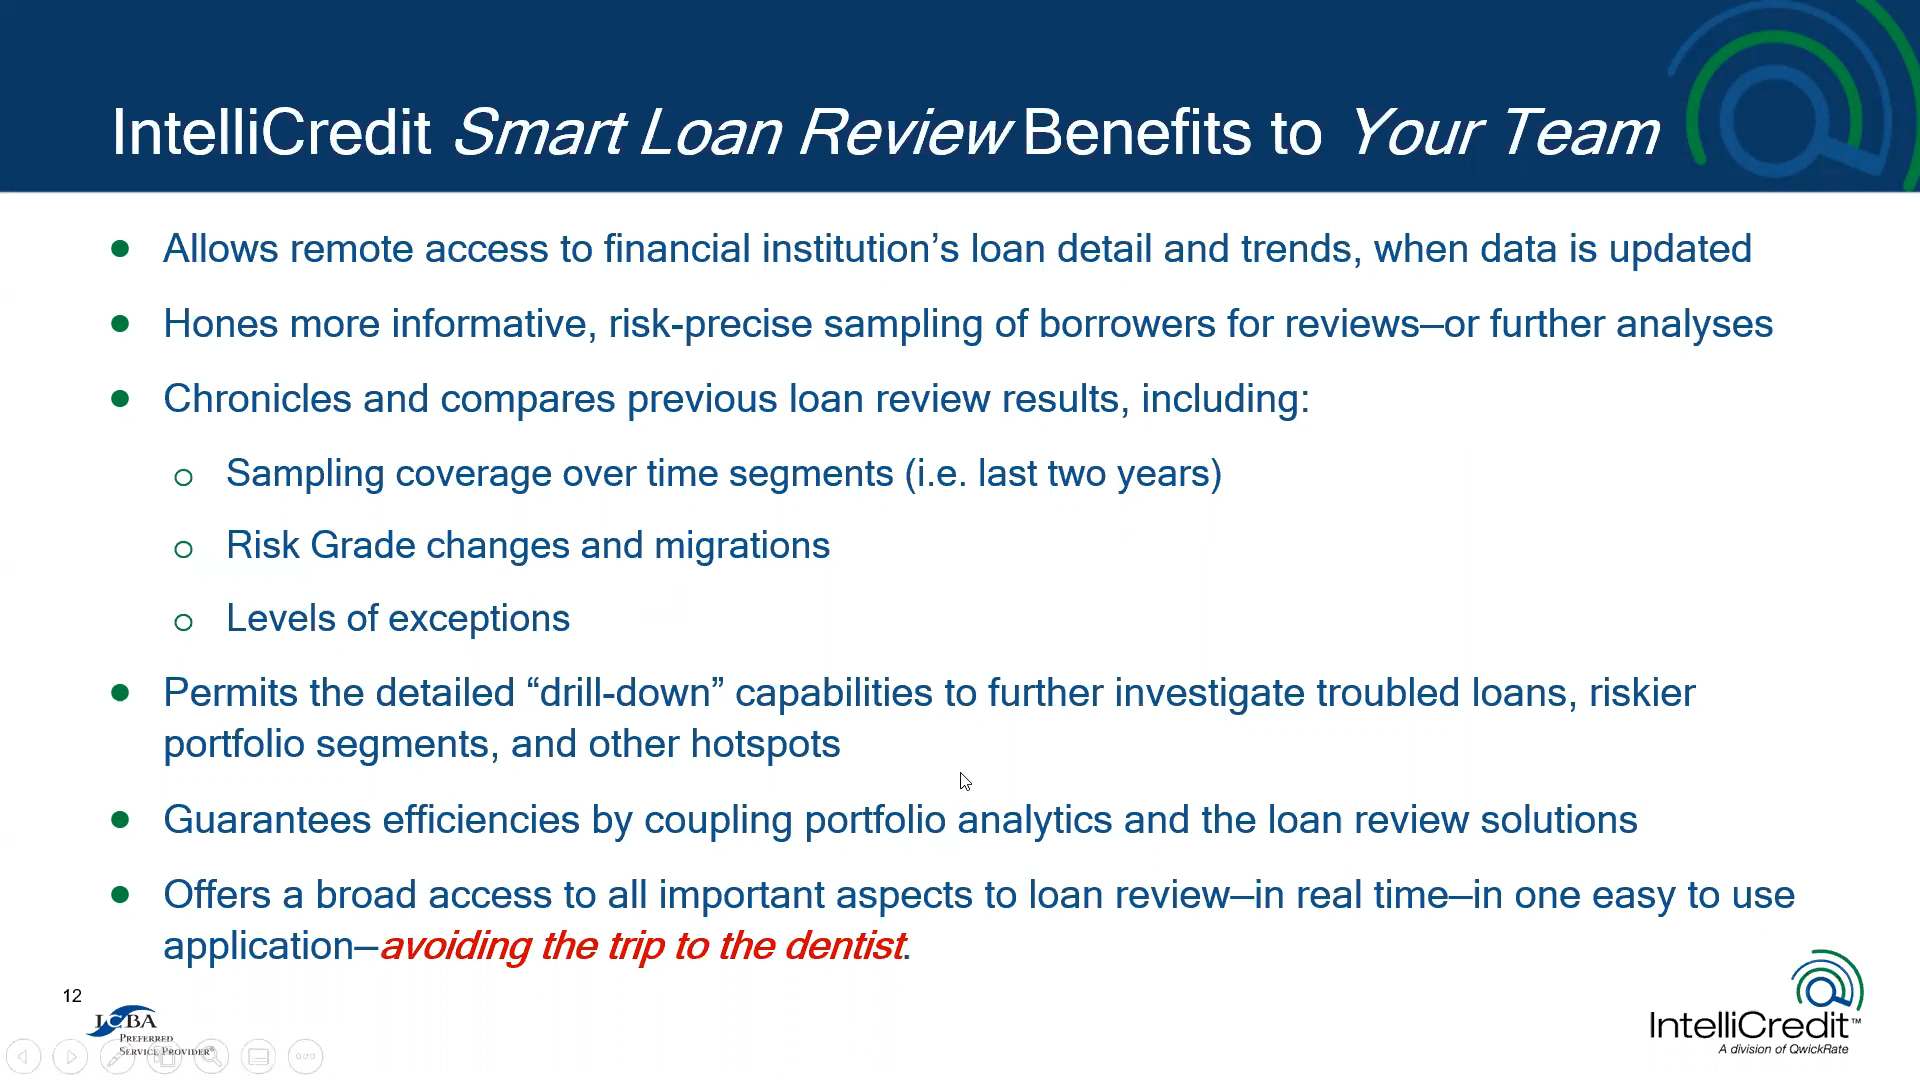 IntelliCredit Smart Loan Review Benefits to Your Team
Allows remote access to financial institution’s loan detail and trends, when data is updated
Hones more informative, risk-precise sampling of borrowers for reviews—or further analyses
Chronicles and compares previous loan review results, including:
Sampling coverage over time segments (i.e. last two years)
Risk Grade changes and migrations
Levels of exceptions
Permits the detailed “drill-down” capabilities to further investigate troubled loans, riskier
portfolio segments, and other hotspots
Guarantees efficiencies by coupling portfolio analytics and the loan review solutions
Offers a broad access to all important aspects to loan review—in real time—in one easy to use
application—avoiding the trip to the dentist.
12
ICBA
PREFERRED
SERVICE PROVIDER®
IntelliCredit™
A division of QwickRate